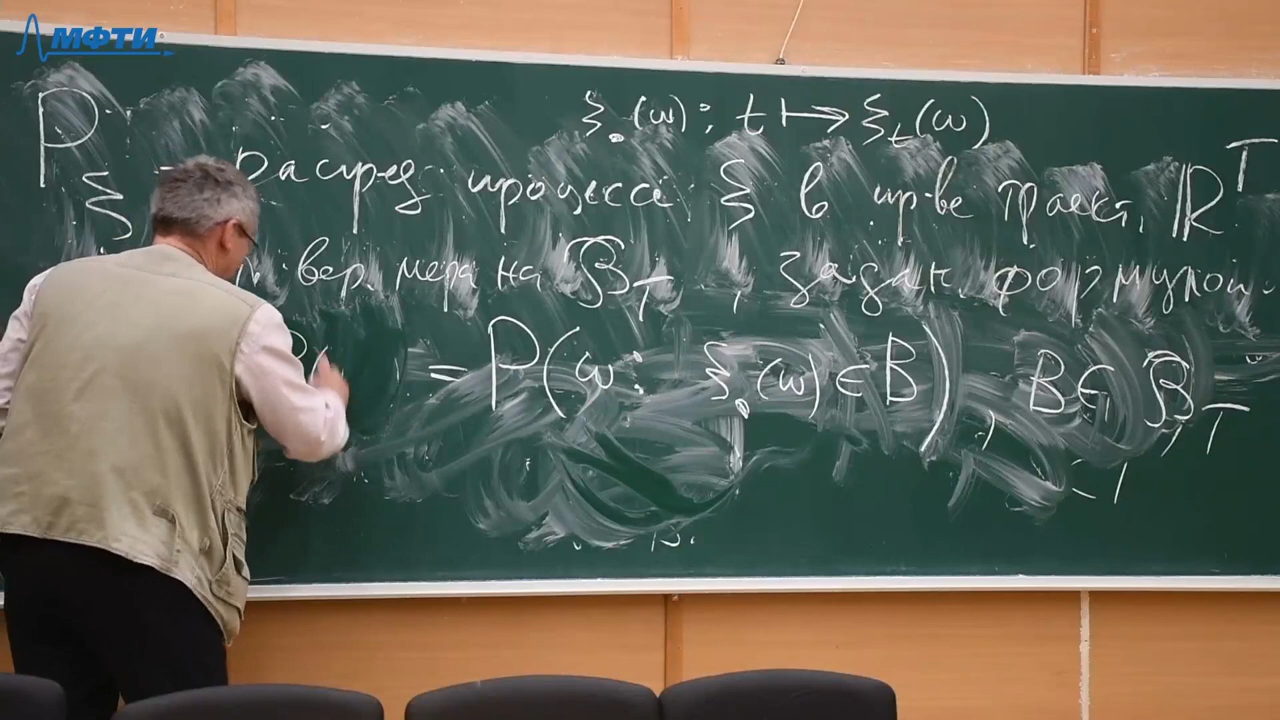 МФТИ
ξ.(ω): t ↦ ξ_t(ω)
P_ξ - распред. процесса ξ в пр-ве траект. ℝ^T
вер. мера на 𝓑_T, задан. формулой
= P(ω: ξ.(ω) ∈ B), B ∈ 𝓑_T